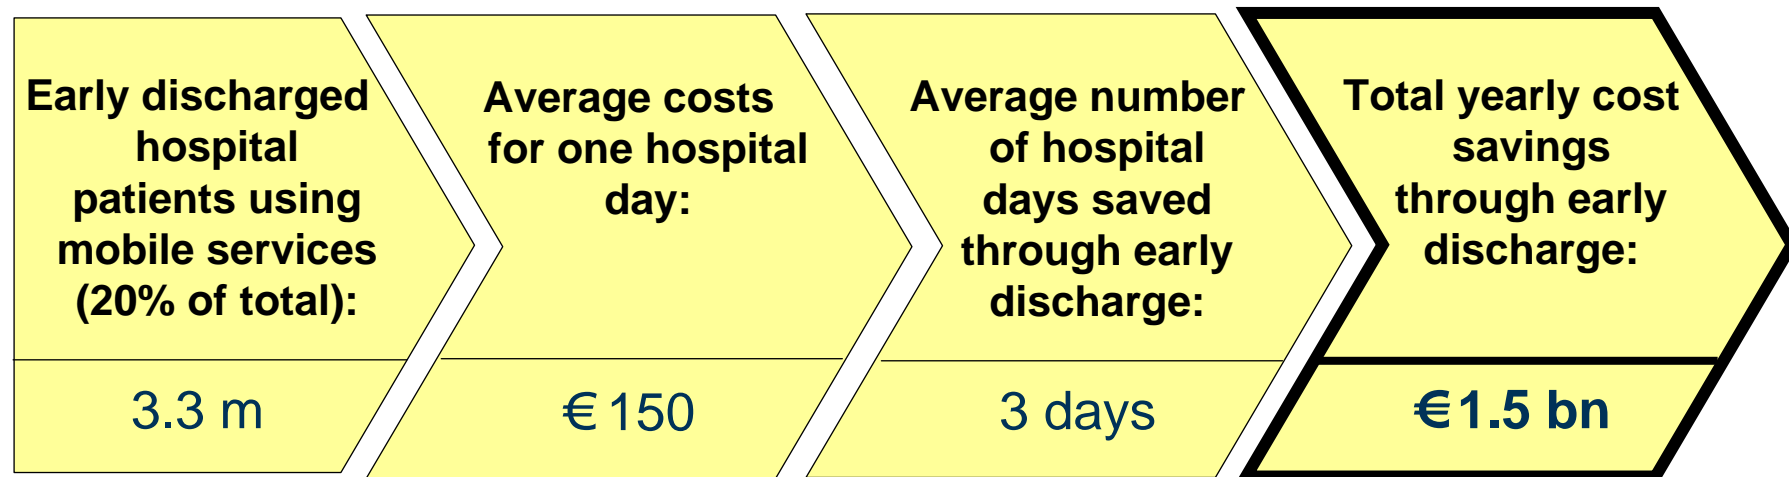 Early discharged
hospital
patients using
mobile services
(20% of total):
3.3 m
Average costs
for one hospital
day:
€150
Average number
of hospital
days saved
through early
discharge:
3 days
Total yearly cost
savings
through early
discharge:
€1.5 bn